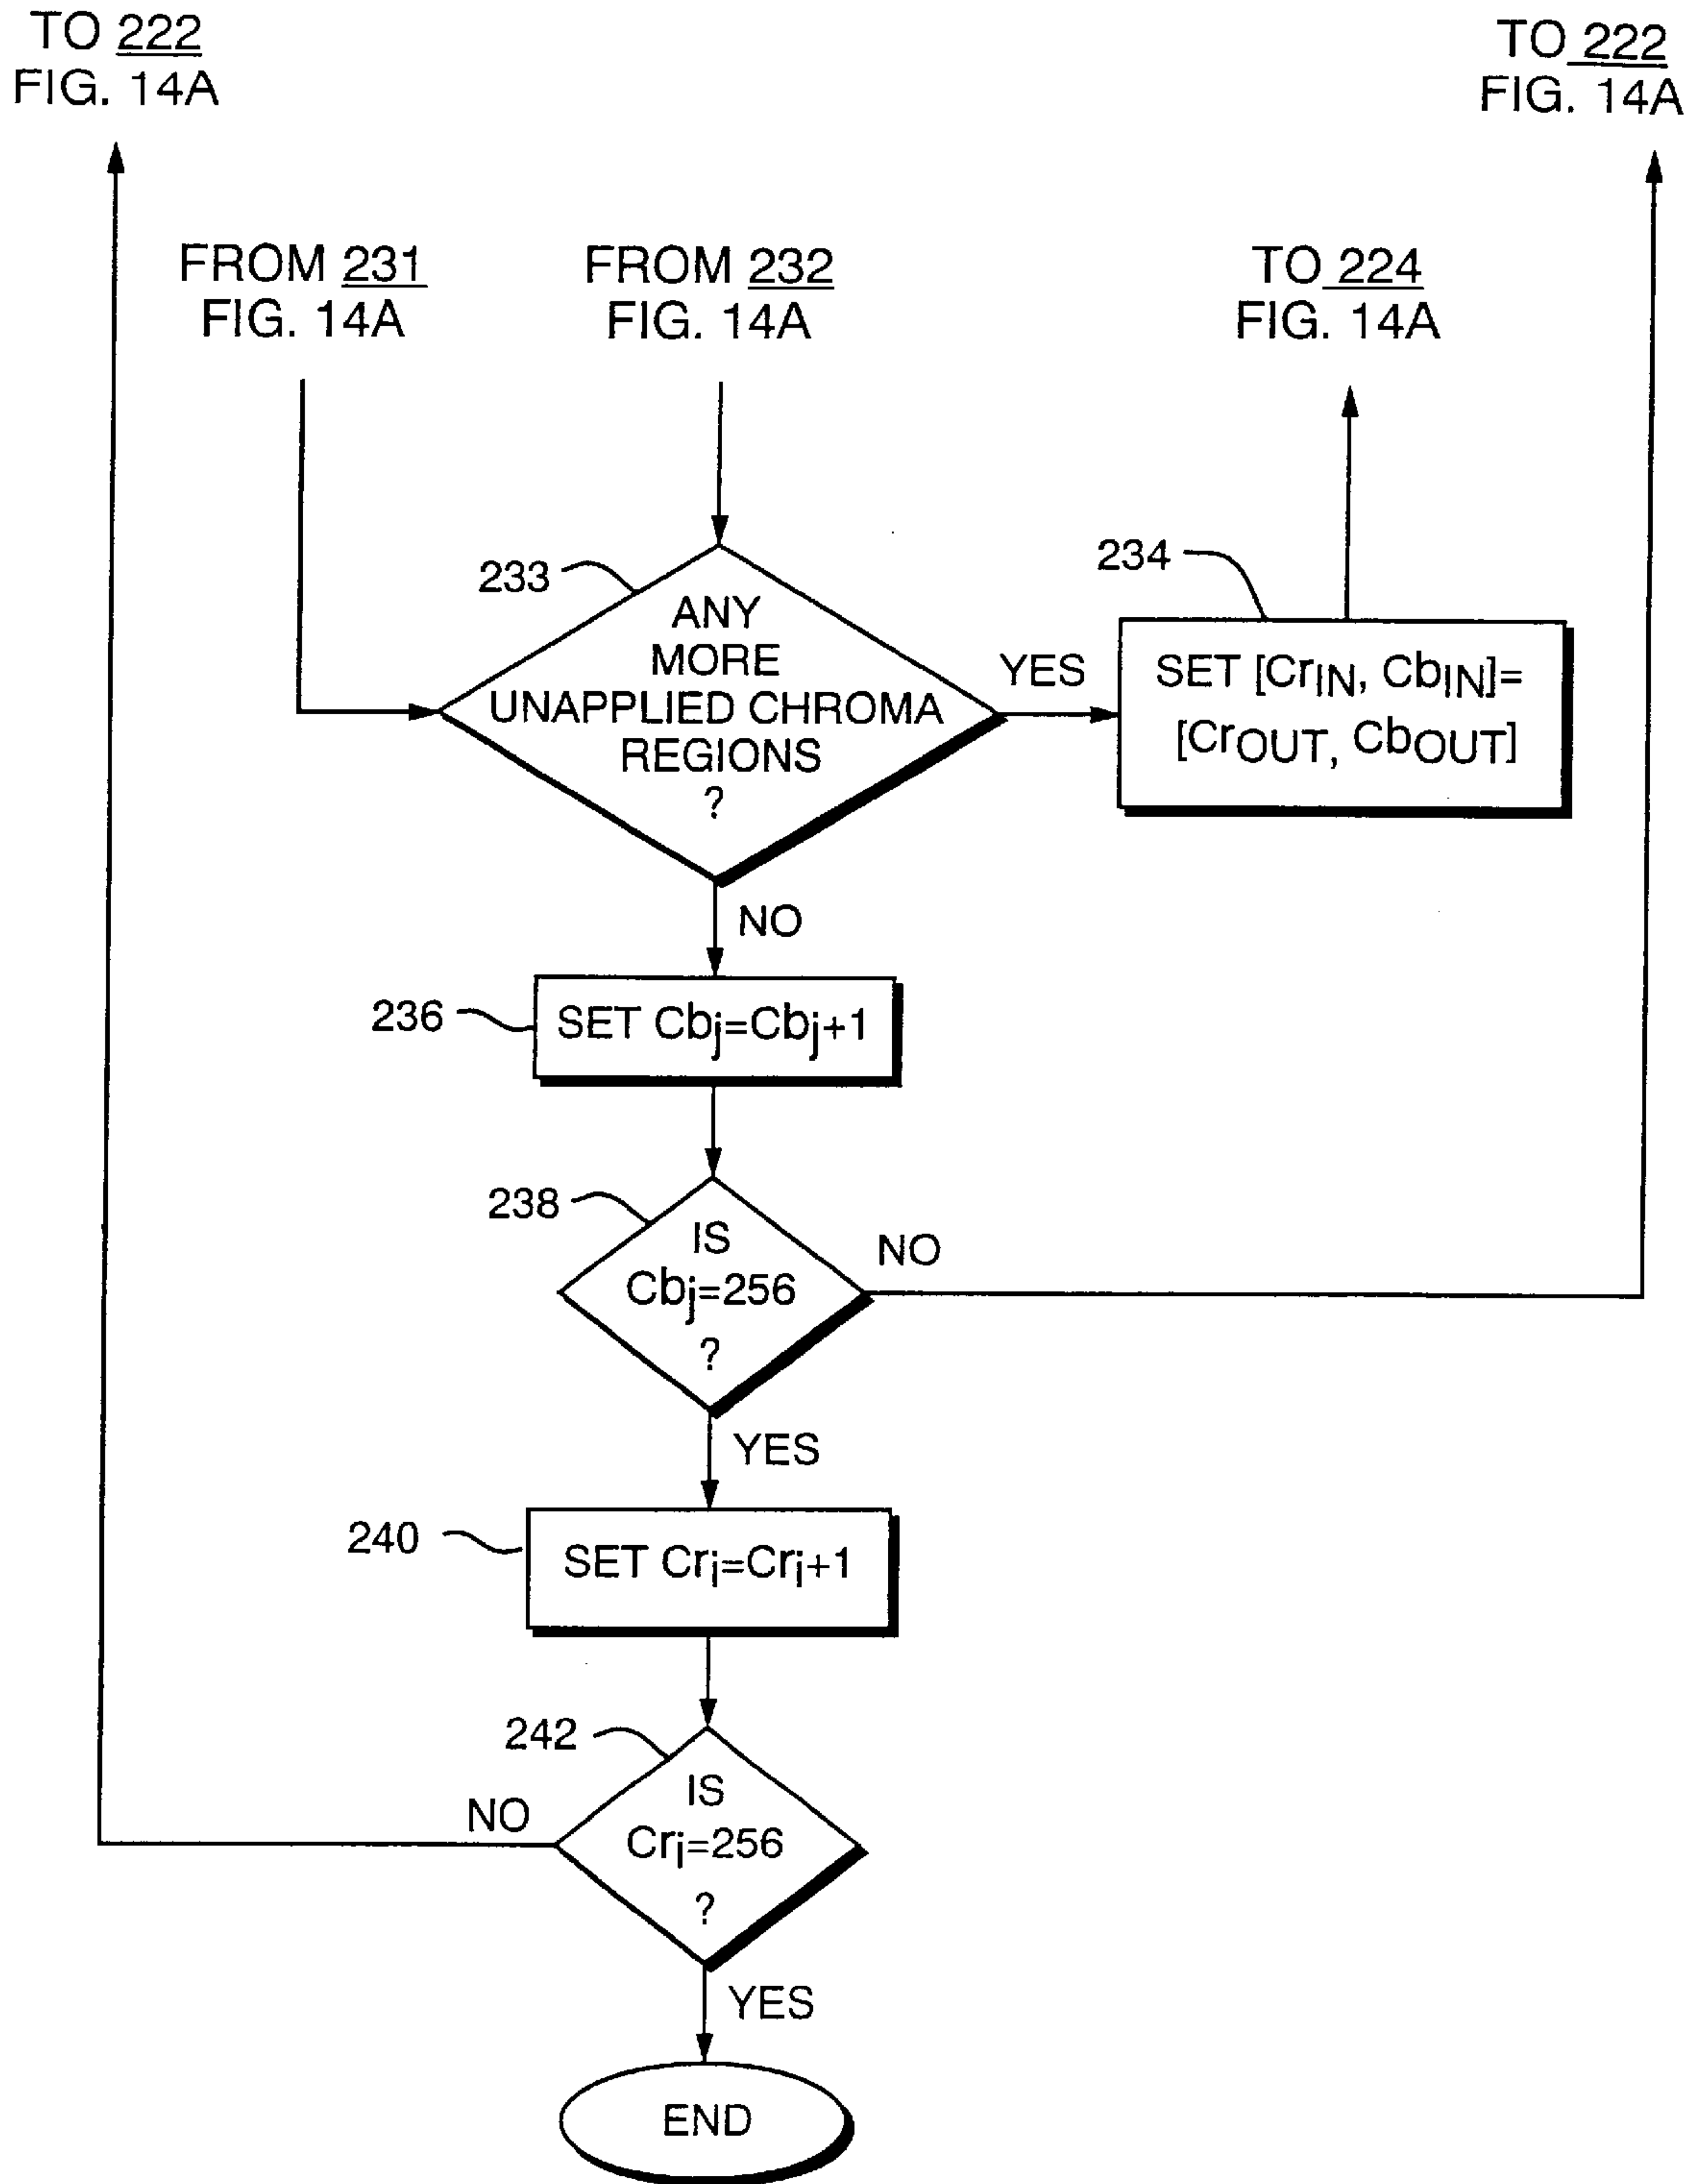 TO 222
FIG. 14A
TO 222
FIG. 14A
FROM 231
FIG. 14A
FROM 232
FIG. 14A
TO 224
FIG. 14A
233
ANY
MORE
UNAPPLIED CHROMA
REGIONS
?
YES
234
SET [CrIN, CbIN]=
[CrOUT, CbOUT]
NO
236
SET Cbj=Cbj+1
238
IS
Cbj=256
?
NO
YES
240
SET Cri=Cri+1
242
IS
Cri=256
?
NO
YES
END